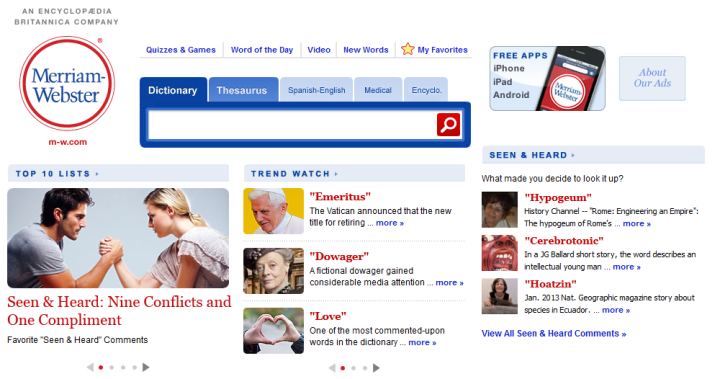 AN ENCYCLOPÆDIA
BRITANNICA COMPANY
Merriam-
Webster
®
m-w.com
Quizzes & Games
Word of the Day
Video
New Words
My Favorites
Dictionary
Thesaurus
Spanish-English
Medical
Encyclo.
FREE APPS
iPhone
iPad
Android
Merriam-
Webster
About
Our Ads
TOP 10 LISTS
Seen & Heard: Nine Conflicts and
One Compliment
Favorite "Seen & Heard" Comments
TREND WATCH
"Emeritus"
The Vatican announced that the new
title for retiring ... more »
"Dowager"
A fictional dowager gained
considerable media attention ... more »
"Love"
One of the most commented-upon
words in the dictionary ... more »
SEEN & HEARD
What made you decide to look it up?
"Hypogeum"
History Channel -- "Rome: Engineering an Empire":
The hypogeum of Rome's ... more »
"Cerebrotonic"
In a JG Ballard short story, the word describes an
intellectual young man ... more »
"Hoatzin"
Jan. 2013 Nat. Geographic magazine story about
species in Ecuador. ... more »
View All Seen & Heard Comments »